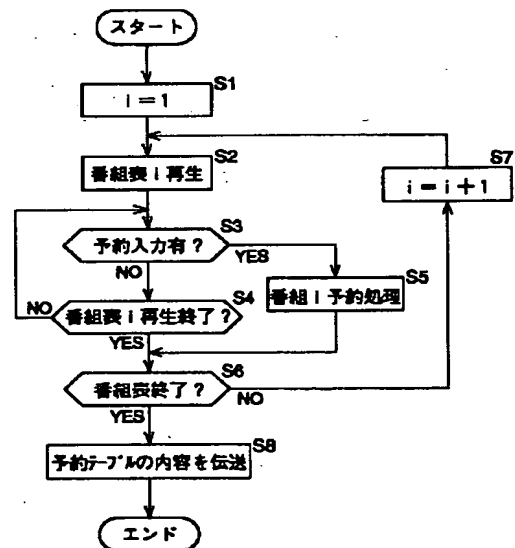 スタート
S1
i=1
S7
i=i+1
S2
番組表i再生
S3
予約入力有?
YES
NO
S5
番組i予約処理
S4
番組表i再生終了?
NO
YES
S6
番組表終了?
NO
YES
S8
予約テーブルの内容を伝送
エンド